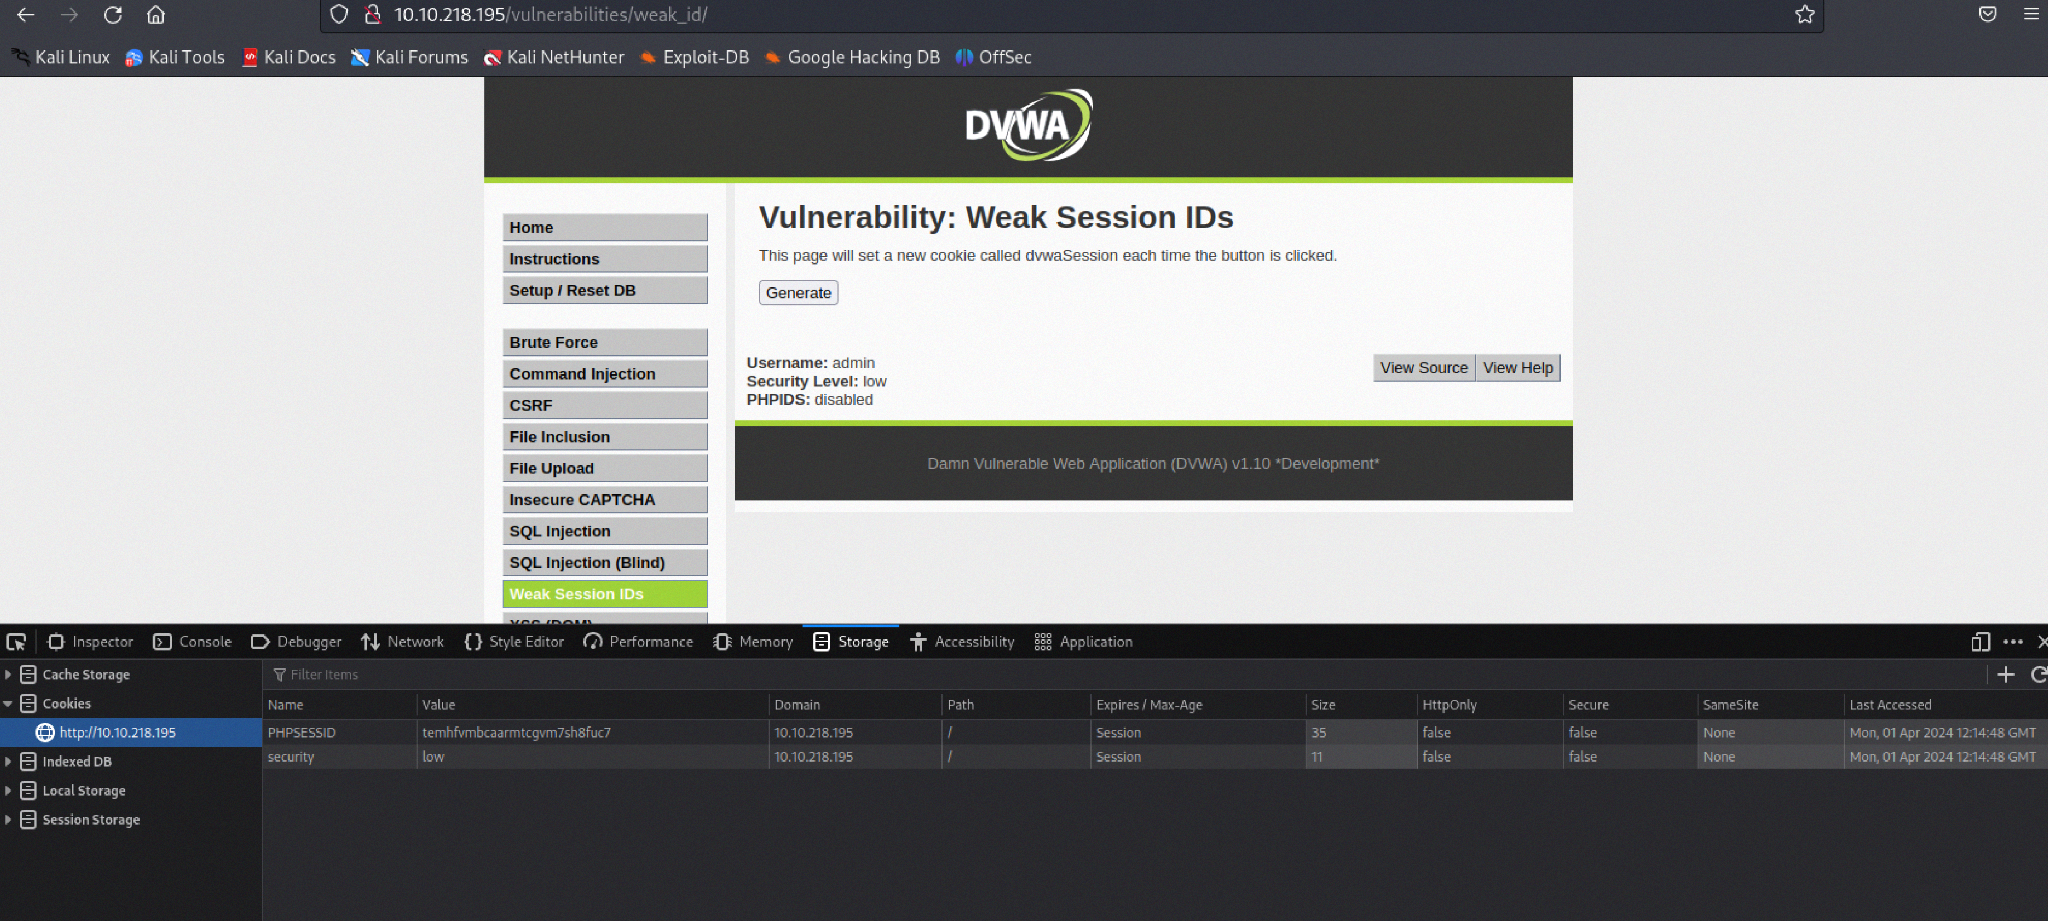 10.10.218.195/vulnerabilities/weak_id/
Kali Linux Kali Tools Kali Docs Kali Forums Kali NetHunter Exploit-DB Google Hacking DB OffSec
DVWA
Home
Instructions
Setup / Reset DB
Brute Force
Command Injection
CSRF
File Inclusion
File Upload
Insecure CAPTCHA
SQL Injection
SQL Injection (Blind)
Weak Session IDs
XSS (DOM)
Vulnerability: Weak Session IDs
This page will set a new cookie called dvwaSession each time the button is clicked.
Generate
Username: admin
Security Level: low
PHPIDS: disabled
View Source View Help
Damn Vulnerable Web Application (DVWA) v1.10 *Development*
Inspector Console Debugger Network Style Editor Performance Memory Storage Accessibility Application
Cache Storage
Cookies
http://10.10.218.195
Indexed DB
Local Storage
Session Storage
Filter Items
Name Value Domain Path Expires / Max-Age Size HttpOnly Secure SameSite Last Accessed
PHPSESSID temhfvmbcaarmtcgvm7sh8fuc7 10.10.218.195 / Session 35 false false None Mon, 01 Apr 2024 12:14:48 GMT
security low 10.10.218.195 / Session 11 false false None Mon, 01 Apr 2024 12:14:48 GMT